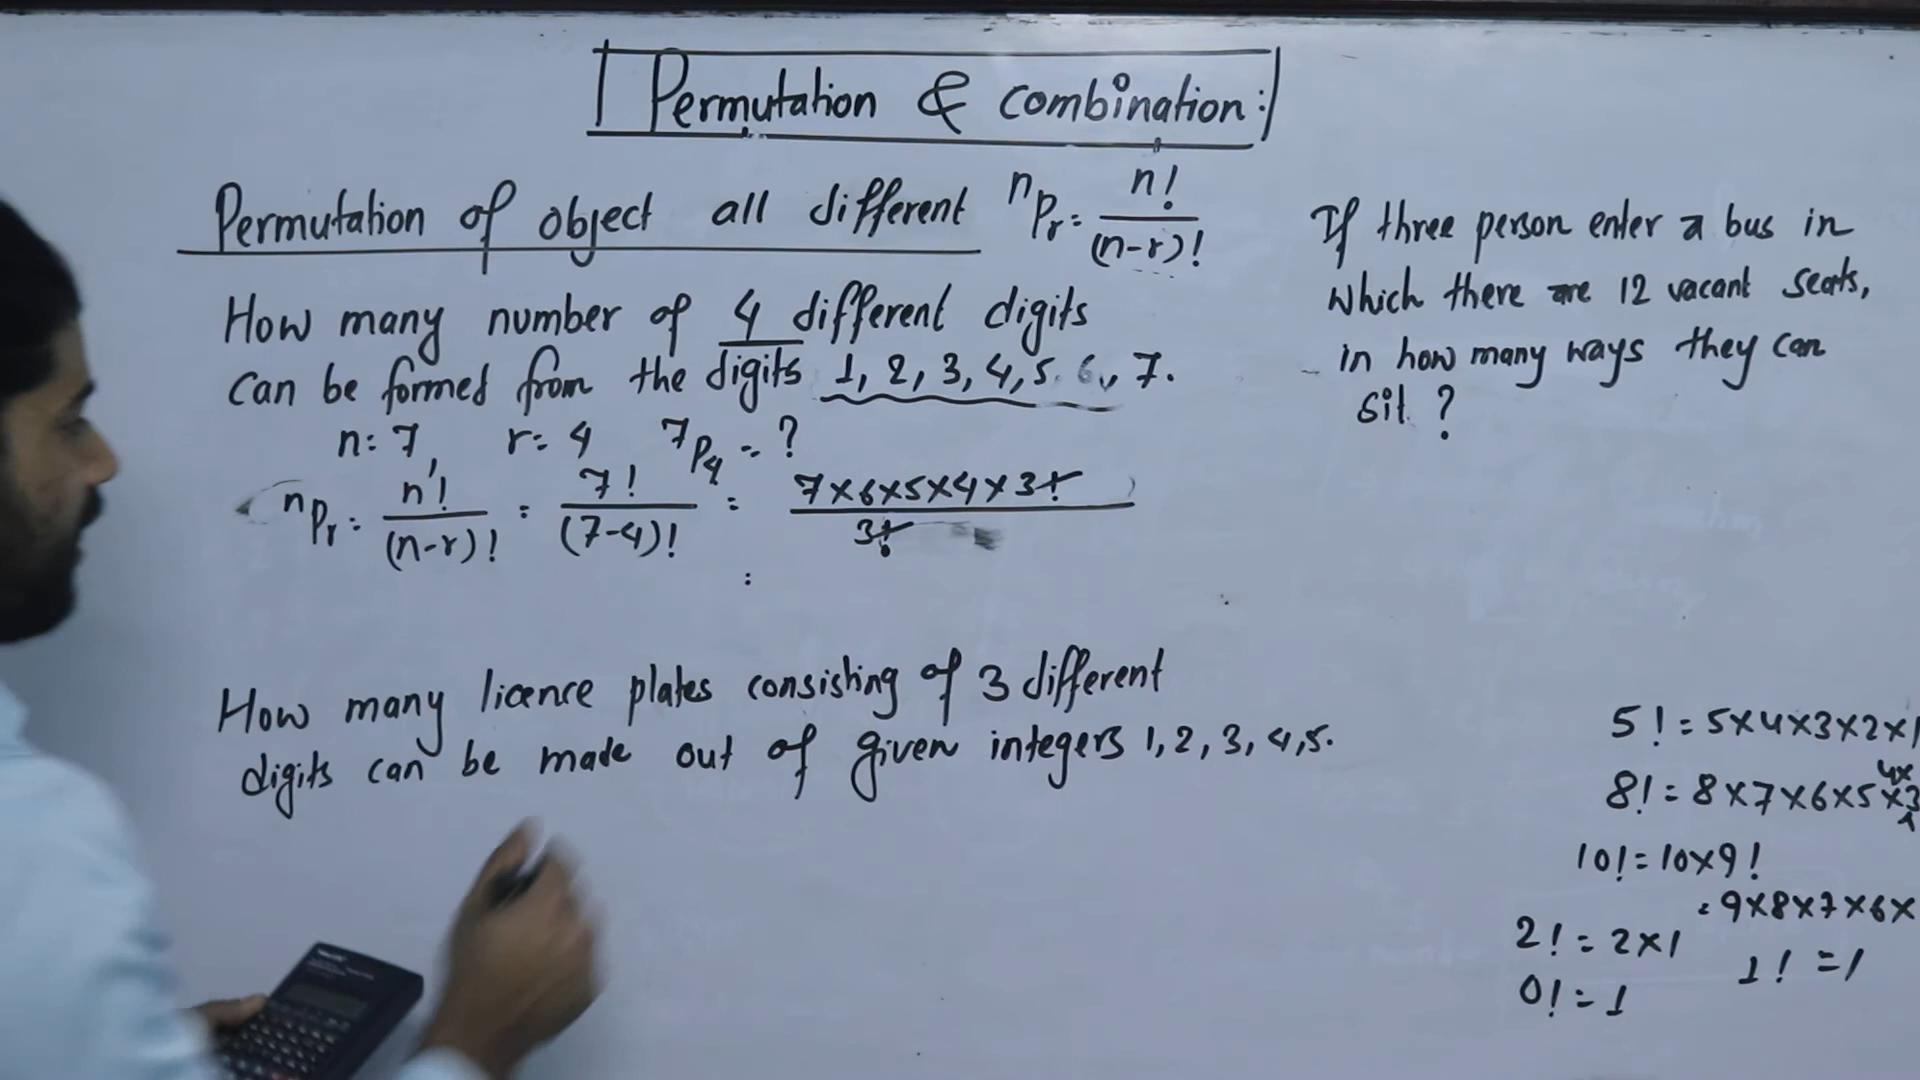 Permutation & combination:
Permutation of object all different nPr = n! / (n-r)!
How many number of 4 different digits
can be formed from the digits 1, 2, 3, 4, 5. 6, 7.
n = 7, r = 4 7P4 = ?
nPr = n! / (n-r)! = 7! / (7-4)! = 7×6×5×4×3! / 3!
=
How many licence plates consisting of 3 different
digits can be made out of given integers 1, 2, 3, 4, 5.
If three person enter a bus in
which there are 12 vacant seats,
in how many ways they can
sit. ?
5! = 5×4×3×2×1
8! = 8×7×6×5×4×3
10! = 10×9!
= 9×8×7×6×
2! = 2×1
1! = 1
0! = 1